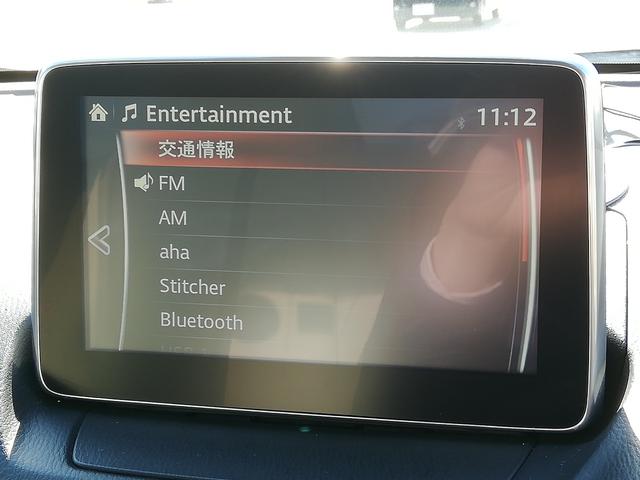 Entertainment 11:12
交通情報
FM
AM
aha
Stitcher
Bluetooth